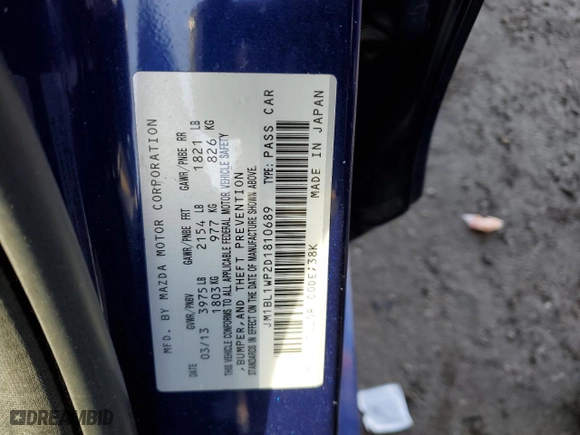 MFD. BY MAZDA MOTOR CORPORATION
GVWR/PNBV GAWR/PNBE FRT GAWR/PNBE RR
DATE 03/13 3975 LB 2154 LB 1821 LB
1803 KG 977 KG 826 KG
THIS VEHICLE CONFORMS TO ALL APPLICABLE FEDERAL MOTOR VEHICLE SAFETY
,BUMPER,AND THEFT PREVENTION
STANDARDS IN EFFECT ON THE DATE OF MANUFACTURE SHOWN ABOVE.
JM1BL1WP2D1810689 TYPE: PASS CAR
CODE:38K MADE IN JAPAN
DREAMBID